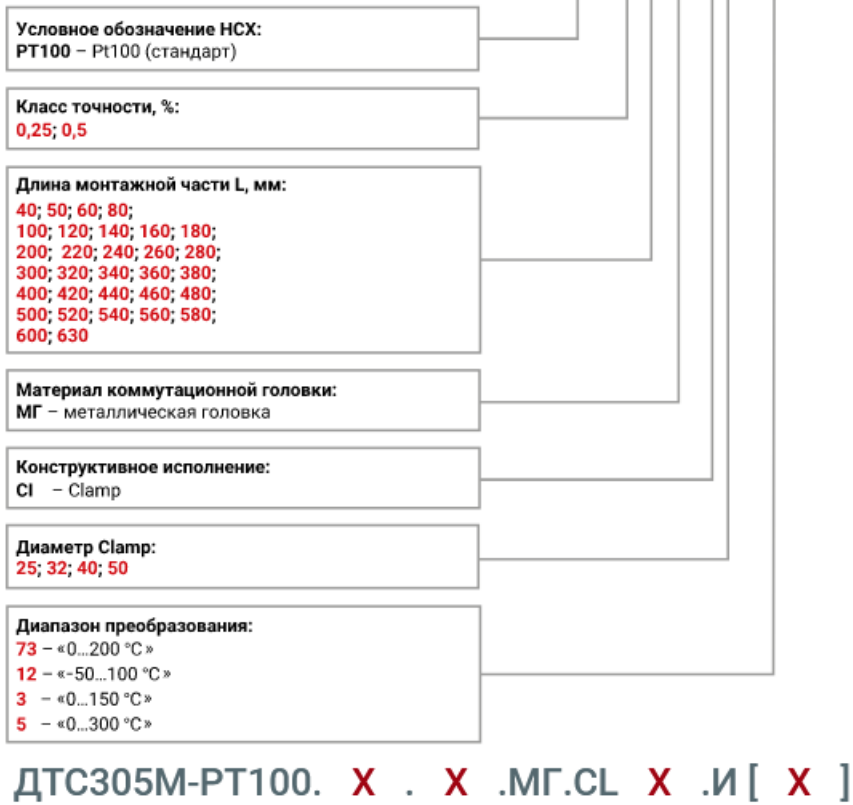 Условное обозначение НСХ:
PT100 – Pt100 (стандарт)
Класс точности, %:
0,25; 0,5
Длина монтажной части L, мм:
40; 50; 60; 80;
100; 120; 140; 160; 180;
200; 220; 240; 260; 280;
300; 320; 340; 360; 380;
400; 420; 440; 460; 480;
500; 520; 540; 560; 580;
600; 630
Материал коммутационной головки:
МГ – металлическая головка
Конструктивное исполнение:
Cl – Clamp
Диаметр Clamp:
25; 32; 40; 50
Диапазон преобразования:
73 – «0...200 °C»
12 – «-50...100 °C»
3 – «0...150 °C»
5 – «0...300 °C»
ДТС305М-РТ100. X . X .МГ.CL X .И [ X ]